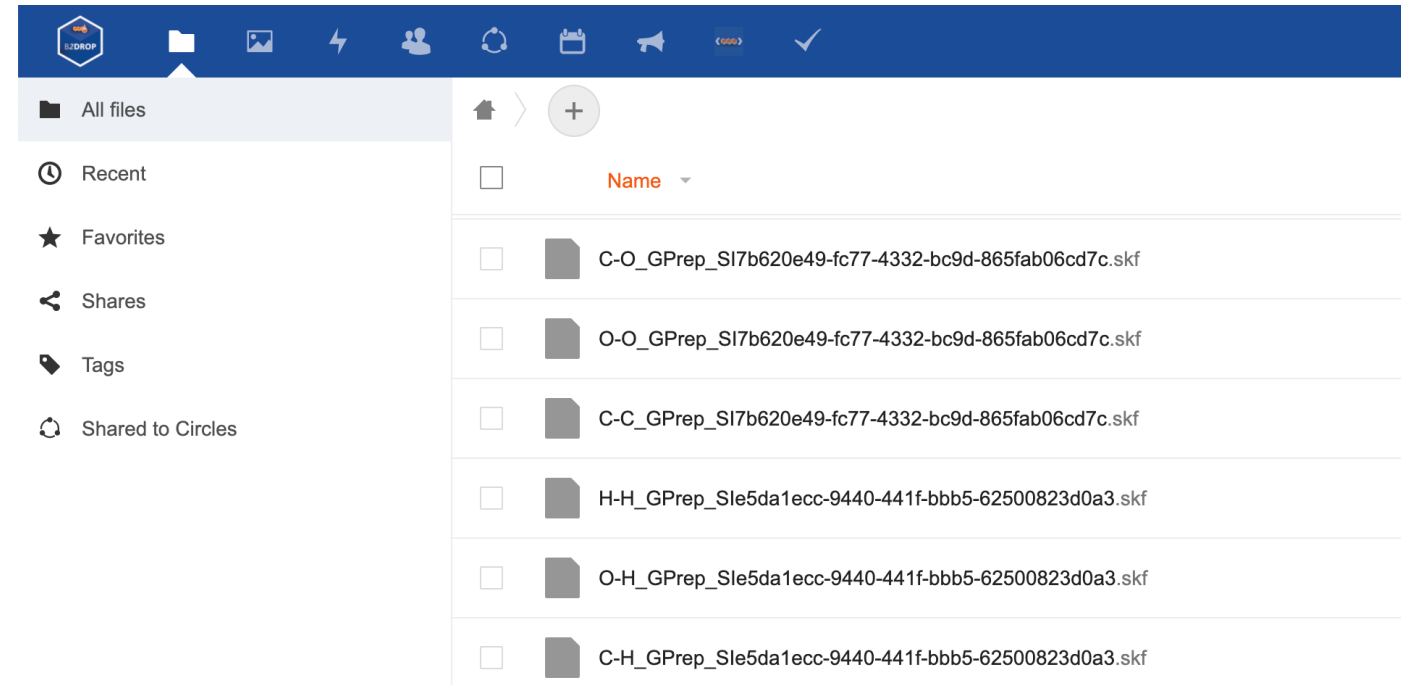 B2DROP
All files
Recent
Favorites
Shares
Tags
Shared to Circles
Name
C-O_GPrep_SI7b620e49-fc77-4332-bc9d-865fab06cd7c.skf
O-O_GPrep_SI7b620e49-fc77-4332-bc9d-865fab06cd7c.skf
C-C_GPrep_SI7b620e49-fc77-4332-bc9d-865fab06cd7c.skf
H-H_GPrep_SIe5da1ecc-9440-441f-bbb5-62500823d0a3.skf
O-H_GPrep_SIe5da1ecc-9440-441f-bbb5-62500823d0a3.skf
C-H_GPrep_SIe5da1ecc-9440-441f-bbb5-62500823d0a3.skf